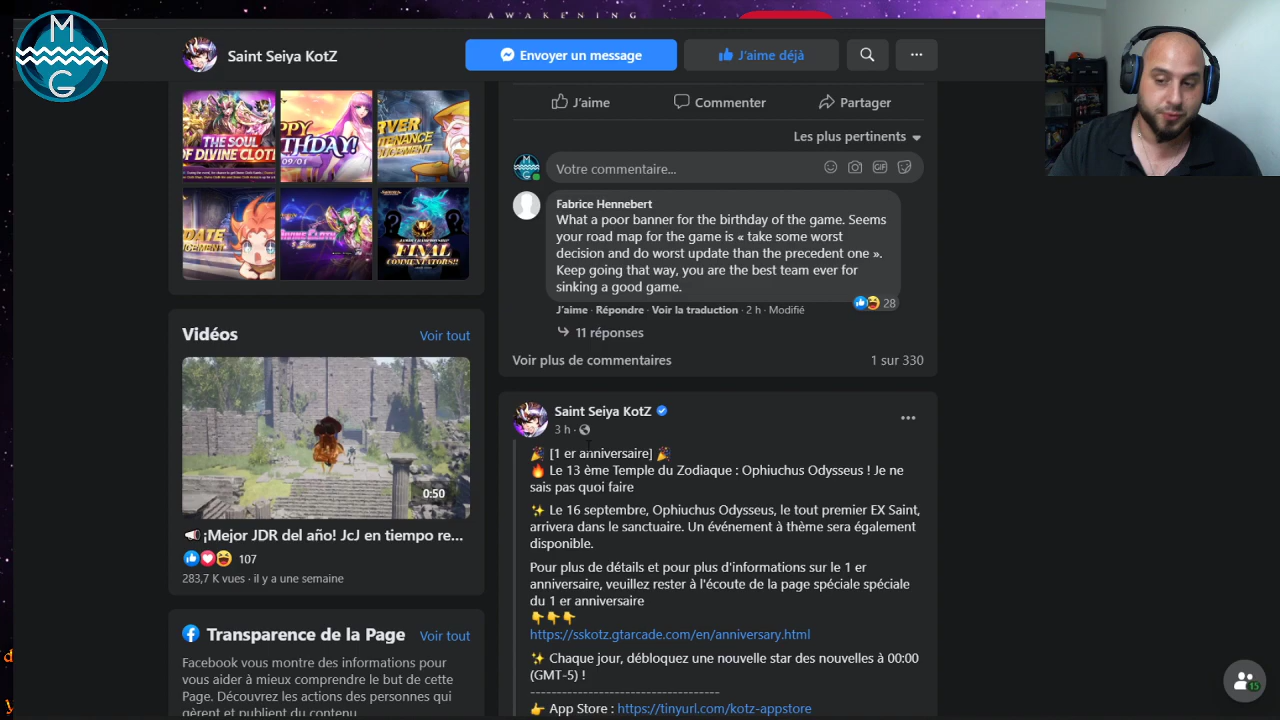 AWAKENING
M
G
Saint Seiya KotZ
Envoyer un message
J'aime déjà
THE SOUL
OF DIVINE CLOTH
HAPPY
BIRTHDAY!
09/01
J'aime
Commenter
Partager
Les plus pertinents
Votre commentaire...
GIF
Fabrice Hennebert
What a poor banner for the birthday of the game. Seems
your road map for the game is « take some worst
decision and do worst update than the precedent one ».
Keep going that way, you are the best team ever for
sinking a good game.
28
J'aime · Répondre · Voir la traduction · 2 h · Modifié
11 réponses
Voir plus de commentaires
1 sur 330
DIVINE CLOTH
FINAL
COMMENTATORS!!
Vidéos
Voir tout
0:50
¡Mejor JDR del año! JcJ en tiempo re...
107
283,7 K vues · il y a une semaine
Transparence de la Page
Voir tout
Facebook vous montre des informations pour
vous aider à mieux comprendre le but de cette
Page. Découvrez les actions des personnes qui
gèrent et publient du contenu.
Saint Seiya KotZ
3 h ·
🎉 [1 er anniversaire] 🎉
🔥 Le 13 ème Temple du Zodiaque : Ophiuchus Odysseus ! Je ne
sais pas quoi faire
✨ Le 16 septembre, Ophiuchus Odysseus, le tout premier EX Saint,
arrivera dans le sanctuaire. Un événement à thème sera également
disponible.
Pour plus de détails et pour plus d'informations sur le 1 er
anniversaire, veuillez rester à l'écoute de la page spéciale spéciale
du 1 er anniversaire
👇👇👇
https://sskotz.gtarcade.com/en/anniversary.html
✨ Chaque jour, débloquez une nouvelle star des nouvelles à 00:00
(GMT-5) !
-----------------------------------
👉 App Store : https://tinyurl.com/kotz-appstore
15